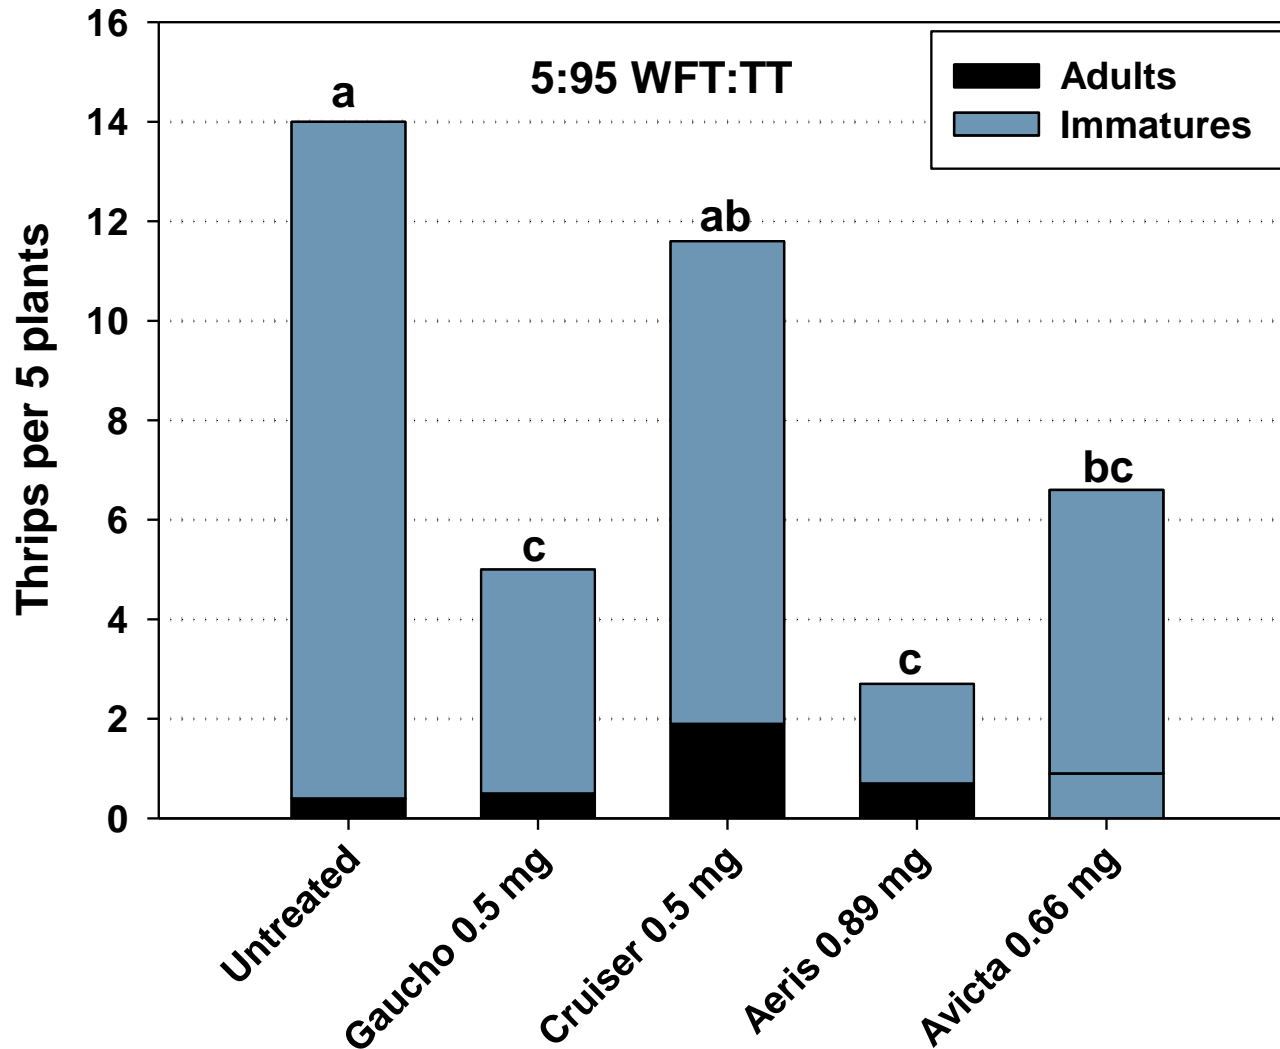 16
14
12
10
8
6
4
2
0
Thrips per 5 plants
5:95 WFT:TT
Adults
Immatures
a
c
ab
c
bc
Untreated
Gaucho 0.5 mg
Cruiser 0.5 mg
Aeris 0.89 mg
Avicta 0.66 mg